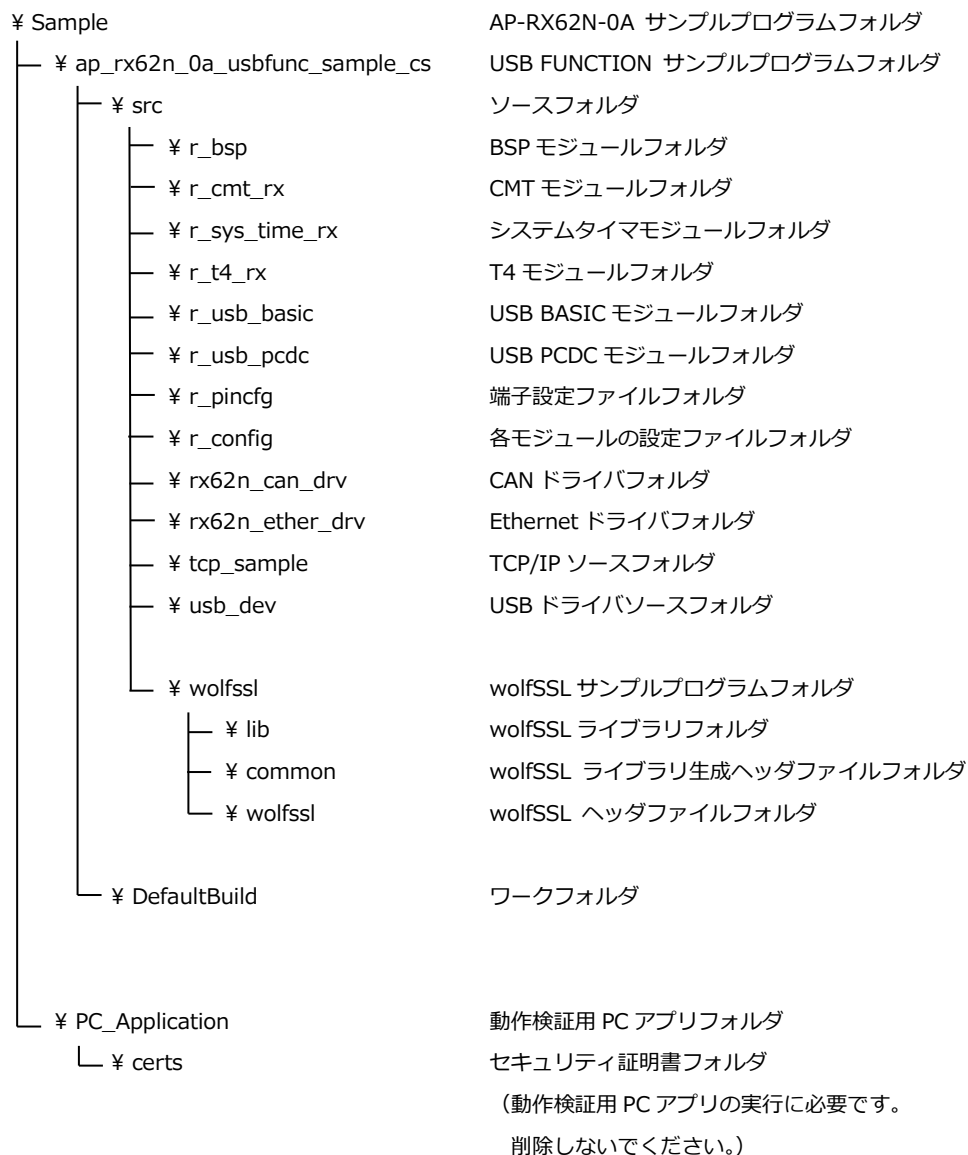 ¥ Sample AP-RX62N-0A サンプルプログラムフォルダ
¥ ap_rx62n_0a_usbfunc_sample_cs USB FUNCTION サンプルプログラムフォルダ
¥ src ソースフォルダ
¥ r_bsp BSP モジュールフォルダ
¥ r_cmt_rx CMT モジュールフォルダ
¥ r_sys_time_rx システムタイマモジュールフォルダ
¥ r_t4_rx T4 モジュールフォルダ
¥ r_usb_basic USB BASIC モジュールフォルダ
¥ r_usb_pcdc USB PCDC モジュールフォルダ
¥ r_pincfg 端子設定ファイルフォルダ
¥ r_config 各モジュールの設定ファイルフォルダ
¥ rx62n_can_drv CAN ドライバフォルダ
¥ rx62n_ether_drv Ethernet ドライバフォルダ
¥ tcp_sample TCP/IP ソースフォルダ
¥ usb_dev USB ドライバソースフォルダ
¥ wolfssl wolfSSL サンプルプログラムフォルダ
¥ lib wolfSSL ライブラリフォルダ
¥ common wolfSSL ライブラリ生成ヘッダファイルフォルダ
¥ wolfssl wolfSSL ヘッダファイルフォルダ
¥ DefaultBuild ワークフォルダ
¥ PC_Application 動作検証用 PC アプリフォルダ
¥ certs セキュリティ証明書フォルダ
（動作検証用 PC アプリの実行に必要です。
削除しないでください。）